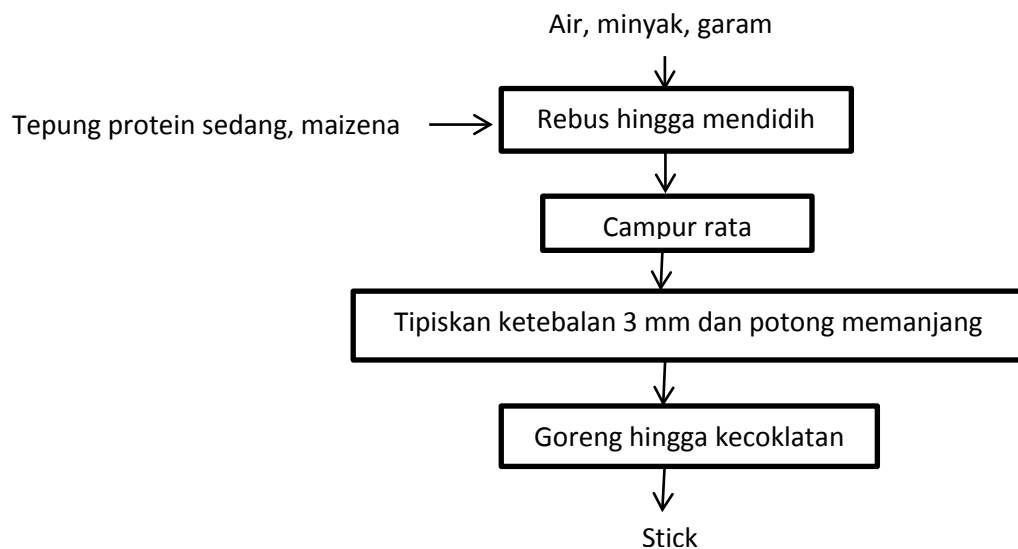 Air, minyak, garam
Tepung protein sedang, maizena
Rebus hingga mendidih
Campur rata
Tipiskan ketebalan 3 mm dan potong memanjang
Goreng hingga kecoklatan
Stick